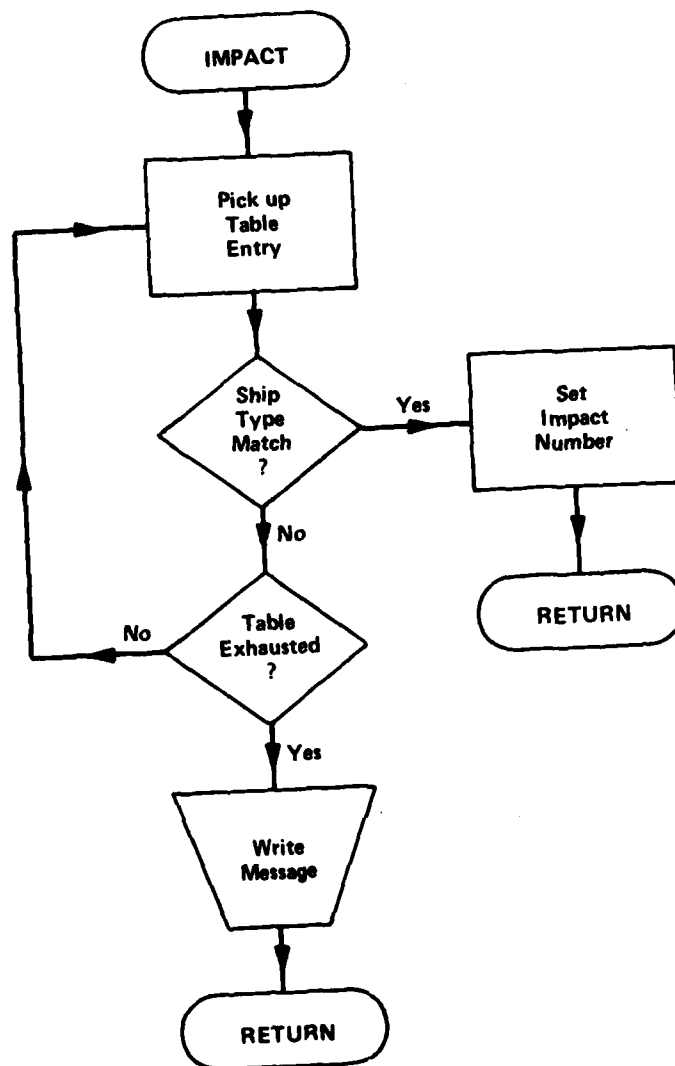 IMPACT
Pick up
Table
Entry
Ship
Type
Match
?
Yes
Set
Impact
Number
No
RETURN
No
Table
Exhausted
?
Yes
Write
Message
RETURN